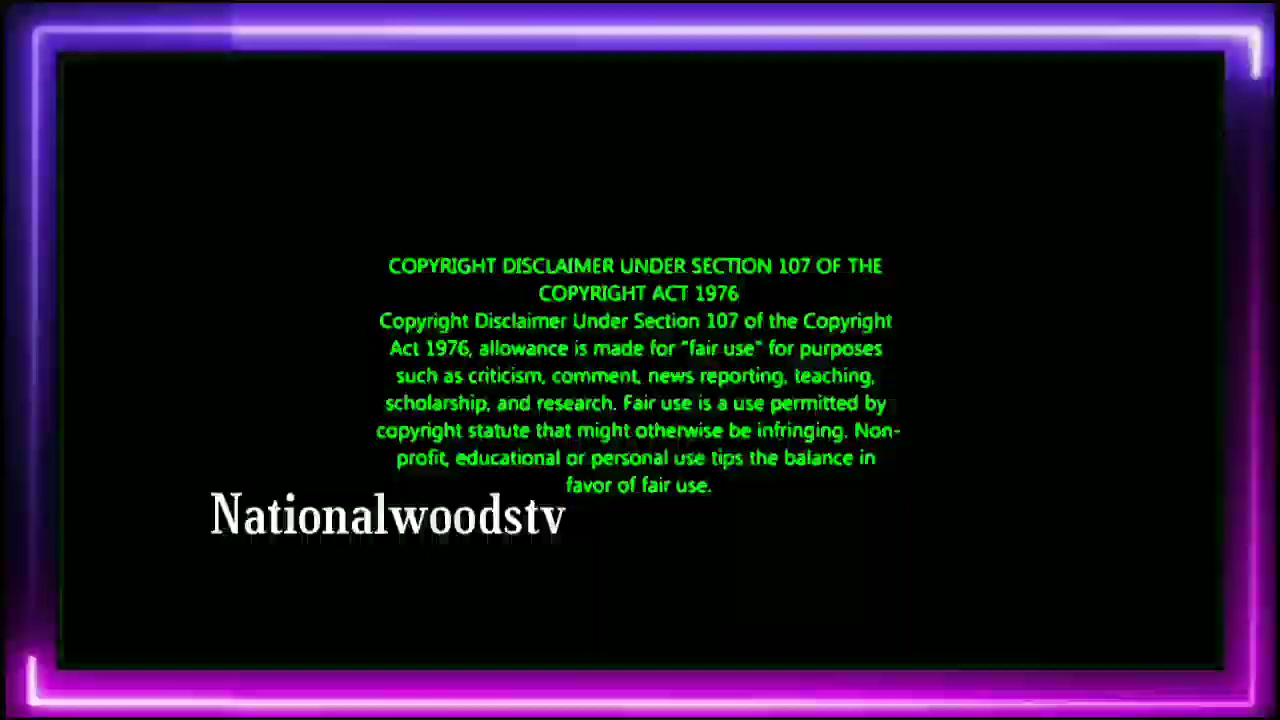 COPYRIGHT DISCLAIMER UNDER SECTION 107 OF THE
COPYRIGHT ACT 1976
Copyright Disclaimer Under Section 107 of the Copyright
Act 1976, allowance is made for "fair use" for purposes
such as criticism, comment, news reporting, teaching,
scholarship, and research. Fair use is a use permitted by
copyright statute that might otherwise be infringing. Non-
profit, educational or personal use tips the balance in
favor of fair use.
Nationalwoodstv